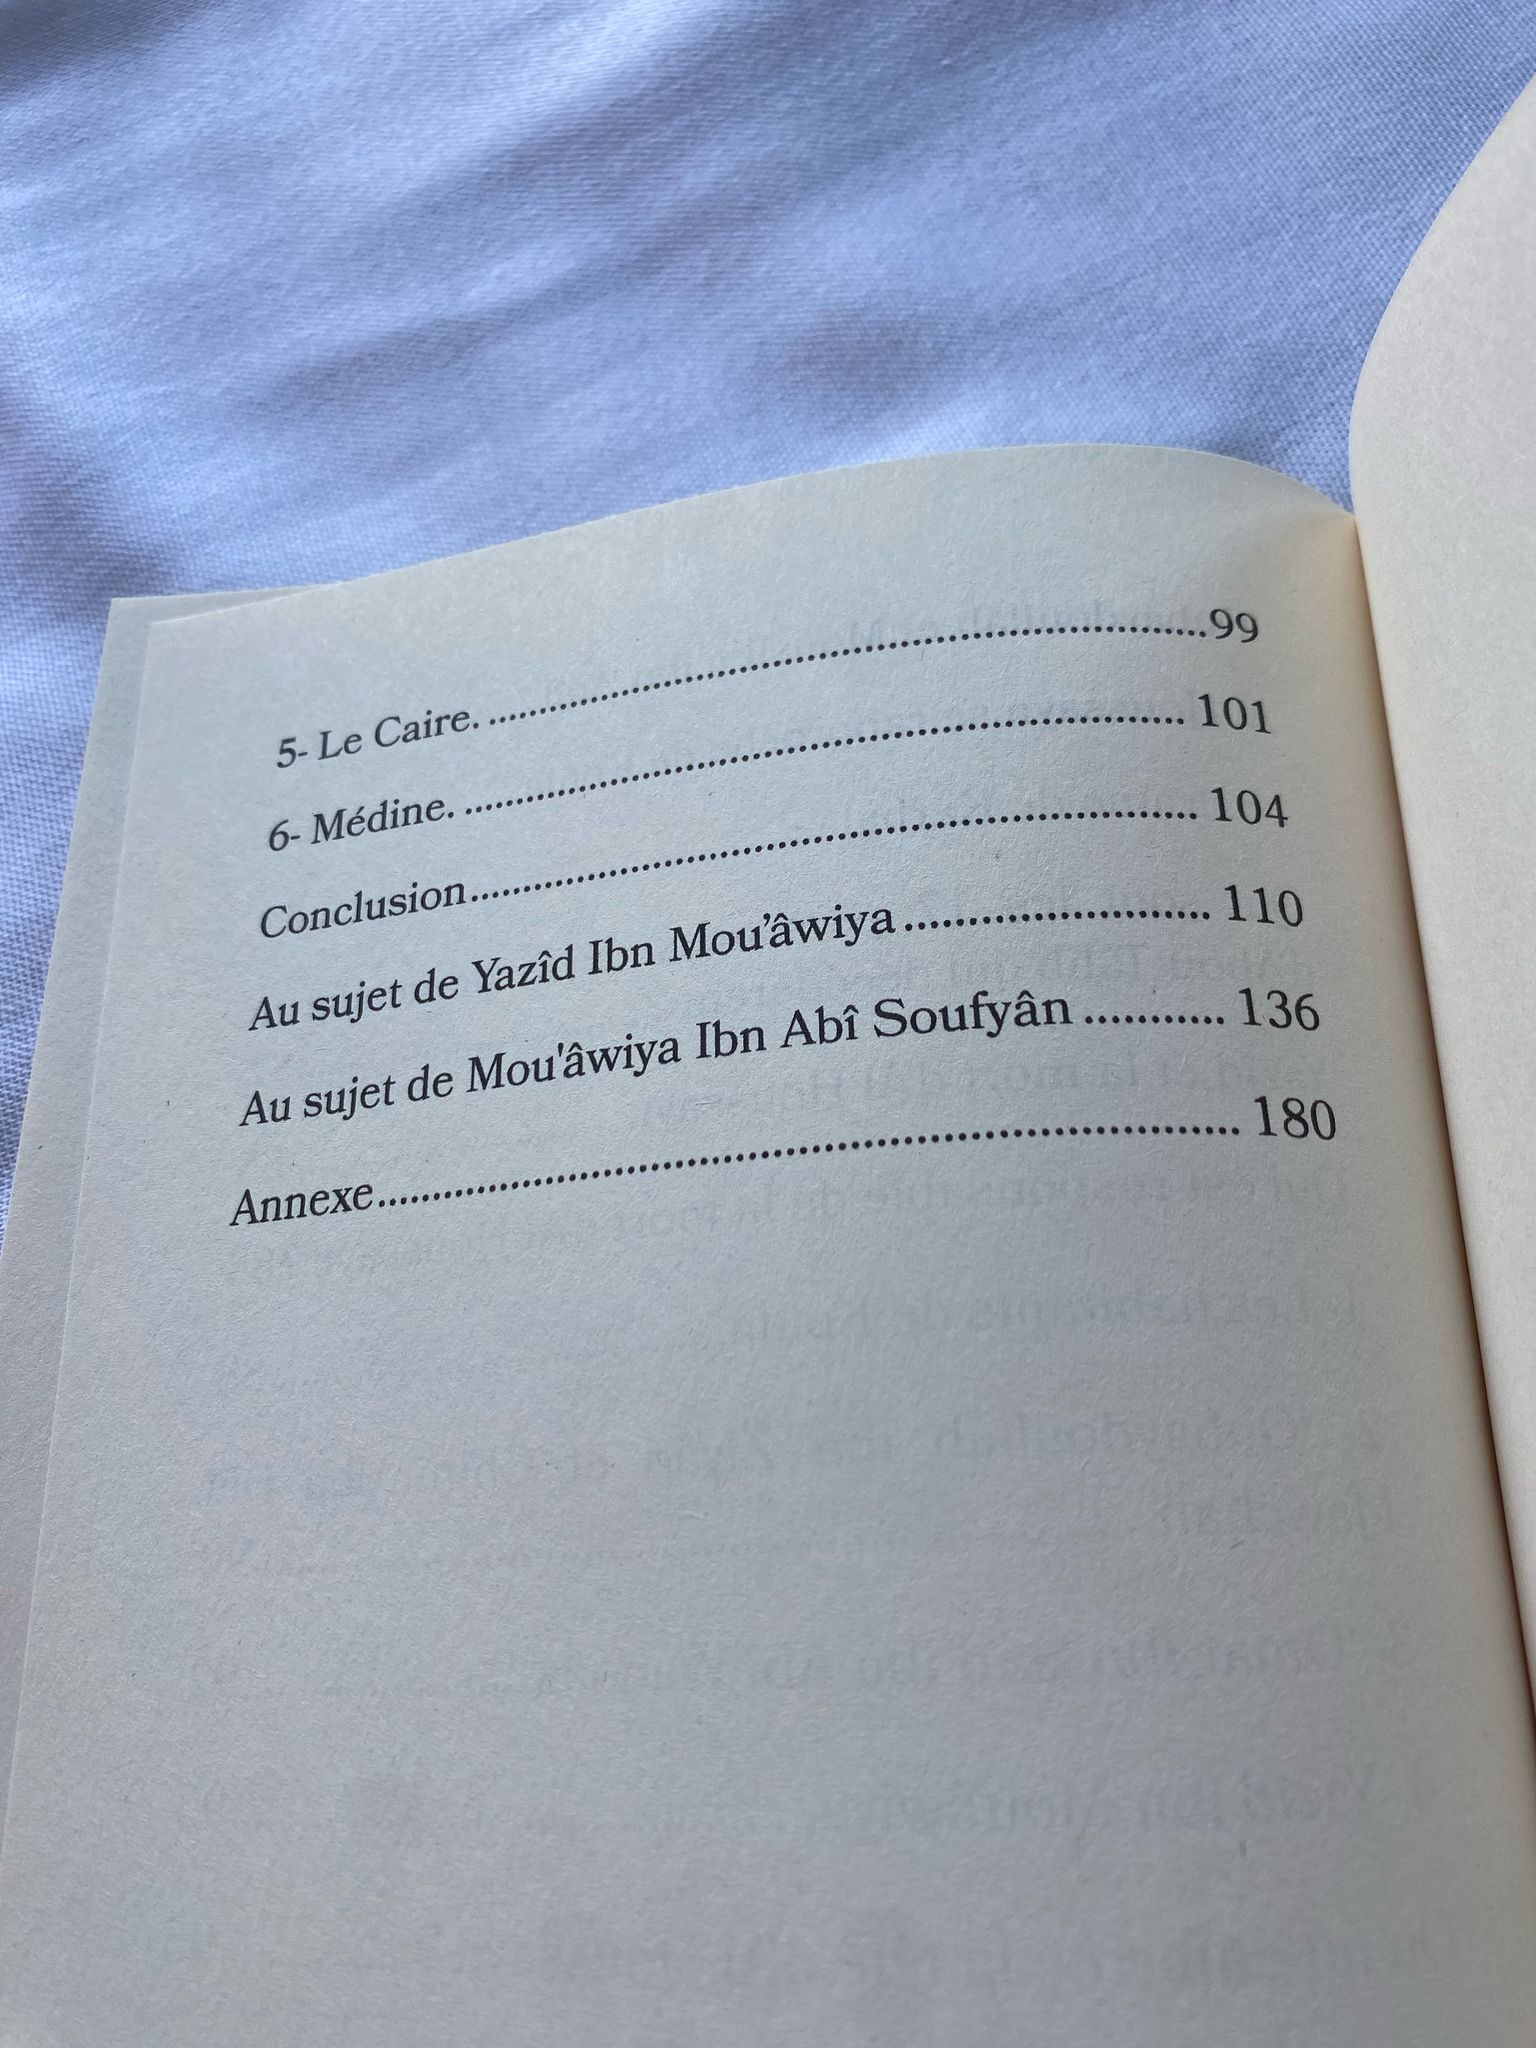 5- Le Caire. ........................................................................99
6- Médine. ........................................................................ 101
Conclusion........................................................................ 104
Au sujet de Yazîd Ibn Mou’âwiya........................ 110
Au sujet de Mou'âwiya Ibn Abî Soufyân........... 136
Annexe........................................................................ 180